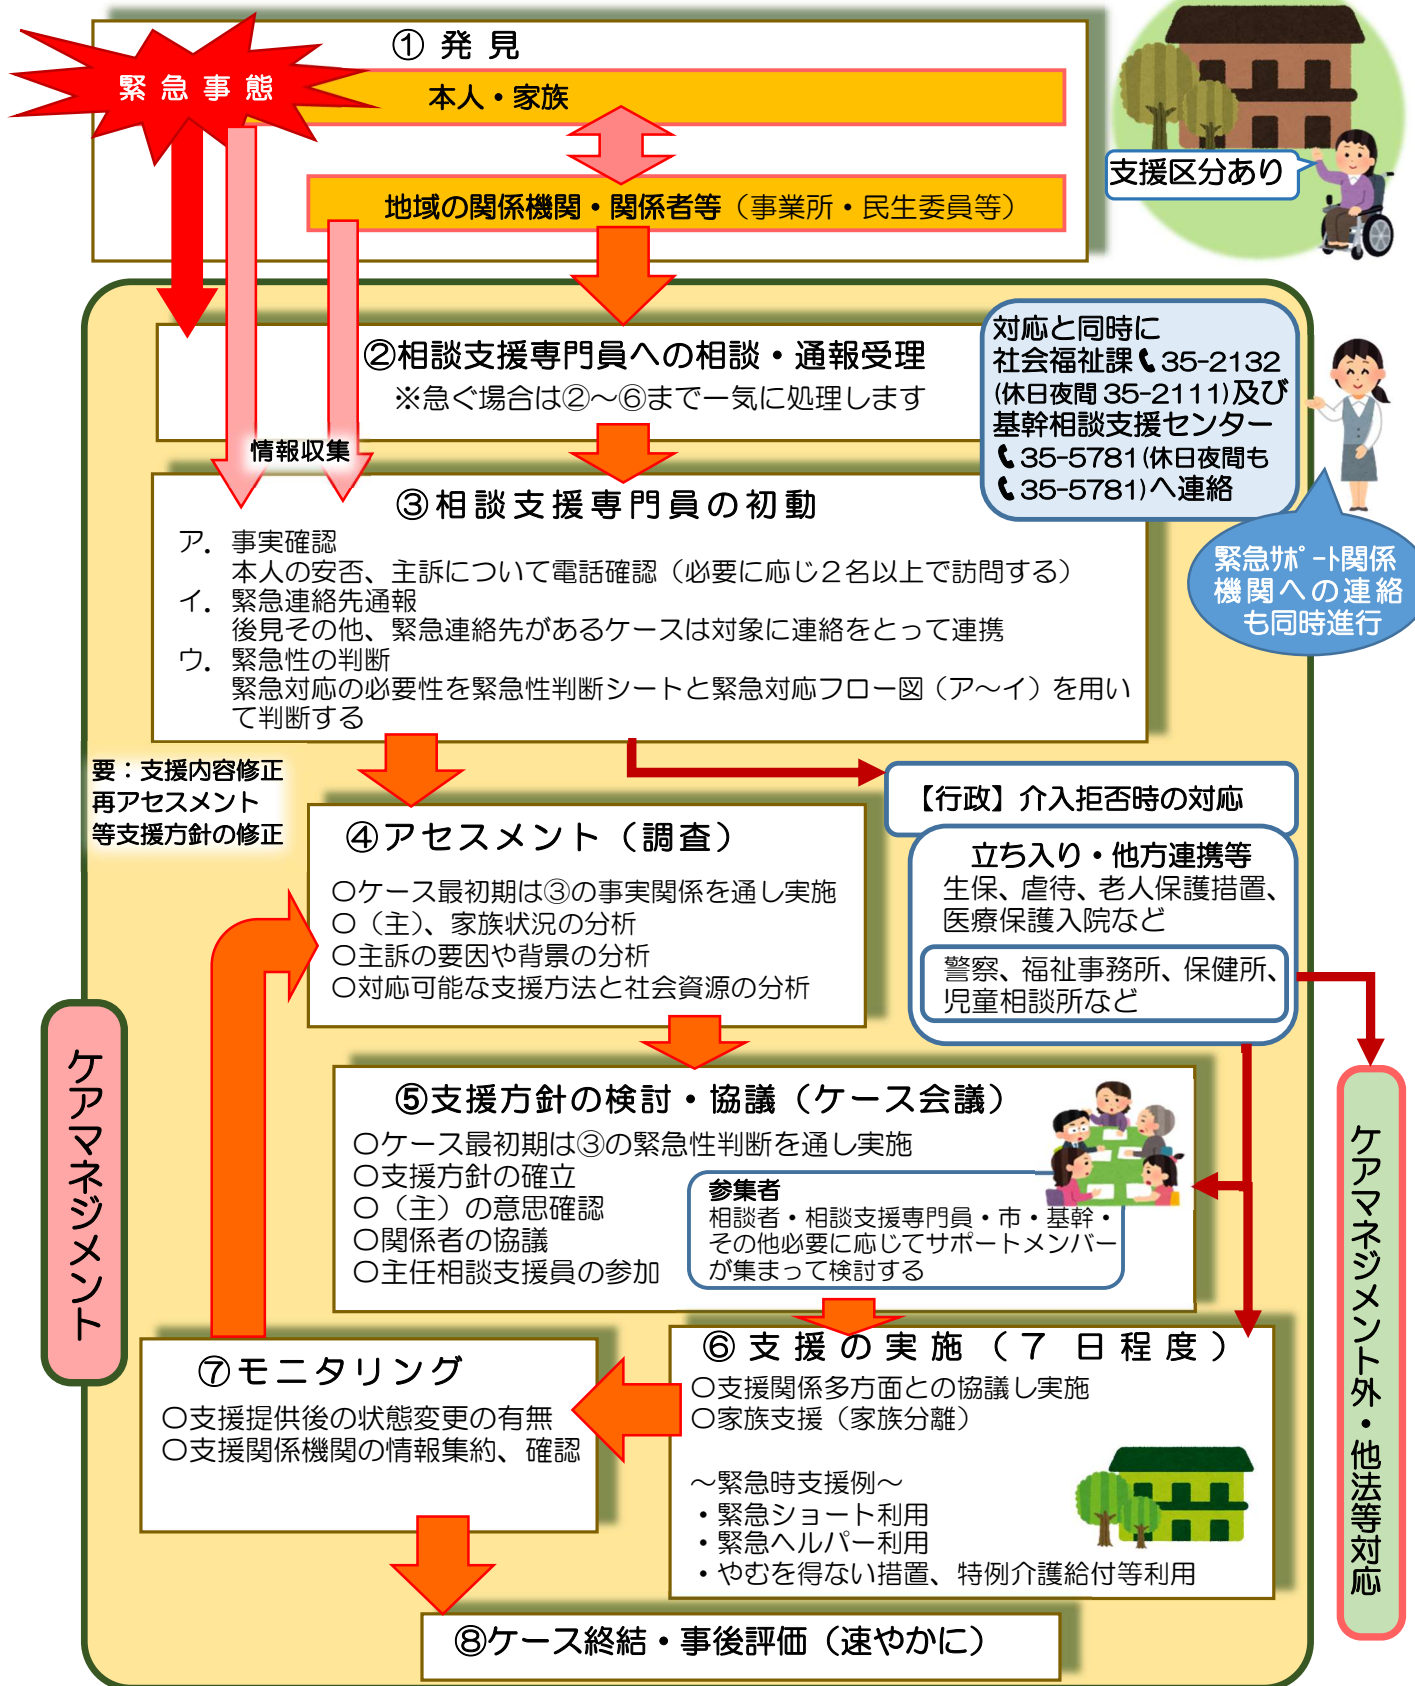 ① 発 見
緊 急 事 態
本人・家族
支援区分あり
地域の関係機関・関係者等（事業所・民生委員等）
②相談支援専門員への相談・通報受理
※急ぐ場合は②～⑥まで一気に処理します
対応と同時に
社会福祉課📞35-2132
(休日夜間 35-2111)及び
基幹相談支援センター
📞35-5781(休日夜間も
📞35-5781)へ連絡
情報収集
緊急ｻﾎﾟｰﾄ関係
機関への連絡
も同時進行
③相談支援専門員の初動
ア．事実確認
本人の安否、主訴について電話確認（必要に応じ２名以上で訪問する）
イ．緊急連絡先通報
後見その他、緊急連絡先があるケースは対象に連絡をとって連携
ウ．緊急性の判断
緊急対応の必要性を緊急性判断シートと緊急対応フロー図（ア～イ）を用い
て判断する
要：支援内容修正
再アセスメント
等支援方針の修正
【行政】介入拒否時の対応
立ち入り・他方連携等
生保、虐待、老人保護措置、
医療保護入院など
警察、福祉事務所、保健所、
児童相談所など
④アセスメント（調査）
〇ケース最初期は③の事実関係を通し実施
〇（主）、家族状況の分析
〇主訴の要因や背景の分析
〇対応可能な支援方法と社会資源の分析
ケアマネジメント
ケアマネジメント外・他法等対応
⑤支援方針の検討・協議（ケース会議）
〇ケース最初期は③の緊急性判断を通し実施
〇支援方針の確立
〇（主）の意思確認
〇関係者の協議
〇主任相談支援員の参加
参集者
相談者・相談支援専門員・市・基幹・
その他必要に応じてサポートメンバー
が集まって検討する
⑥ 支 援 の 実 施 （ ７ 日 程 度 ）
〇支援関係多方面との協議し実施
〇家族支援（家族分離）
～緊急時支援例～
・緊急ショート利用
・緊急ヘルパー利用
・やむを得ない措置、特例介護給付等利用
⑦モニタリング
〇支援提供後の状態変更の有無
〇支援関係機関の情報集約、確認
⑧ケース終結・事後評価（速やかに）